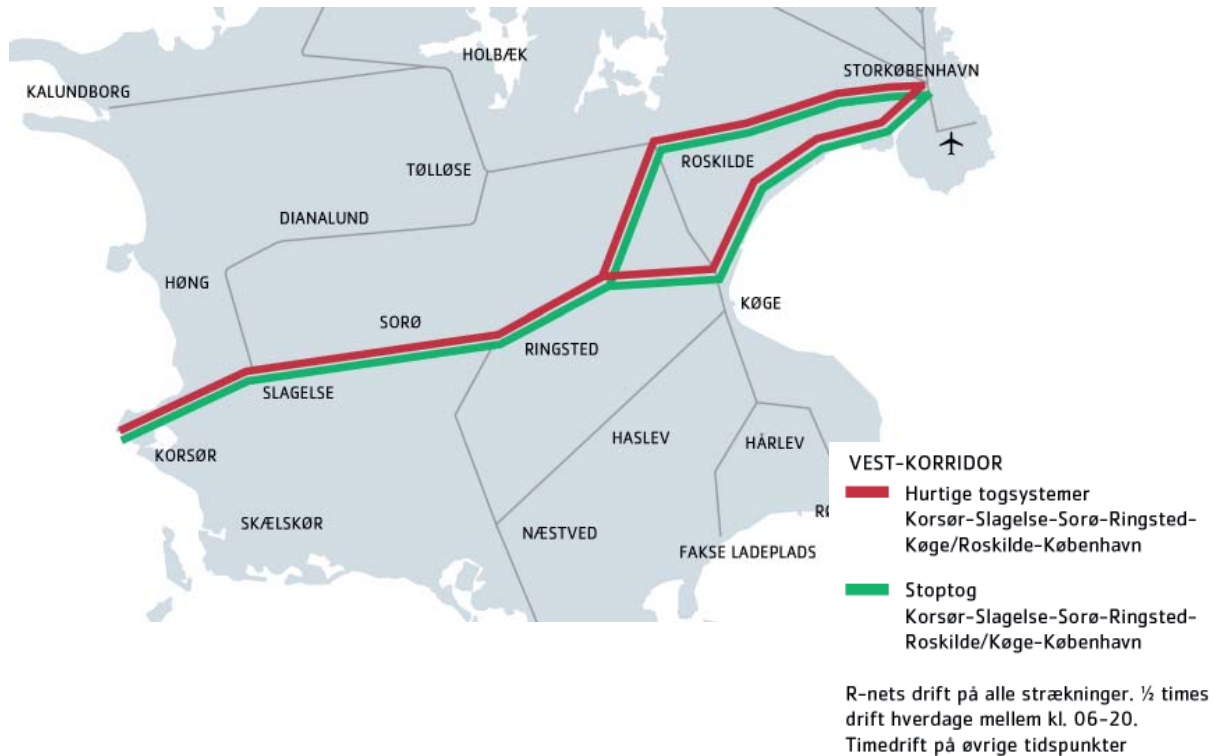 HOLBÆK
STORKØBENHAVN
KALUNDBORG
ROSKILDE
TØLLØSE
DIANALUND
HØNG
KØGE
SORØ
RINGSTED
SLAGELSE
HASLEV
HÅRLEV
KORSØR
SKÆLSKØR
NÆSTVED
FAKSE LADEPLADS
VEST-KORRIDOR
Hurtige togsystemer
Korsør-Slagelse-Sorø-Ringsted-
Køge/Roskilde-København
Stoptog
Korsør-Slagelse-Sorø-Ringsted-
Roskilde/Køge-København
R-nets drift på alle strækninger. ½ times
drift hverdage mellem kl. 06-20.
Timedrift på øvrige tidspunkter